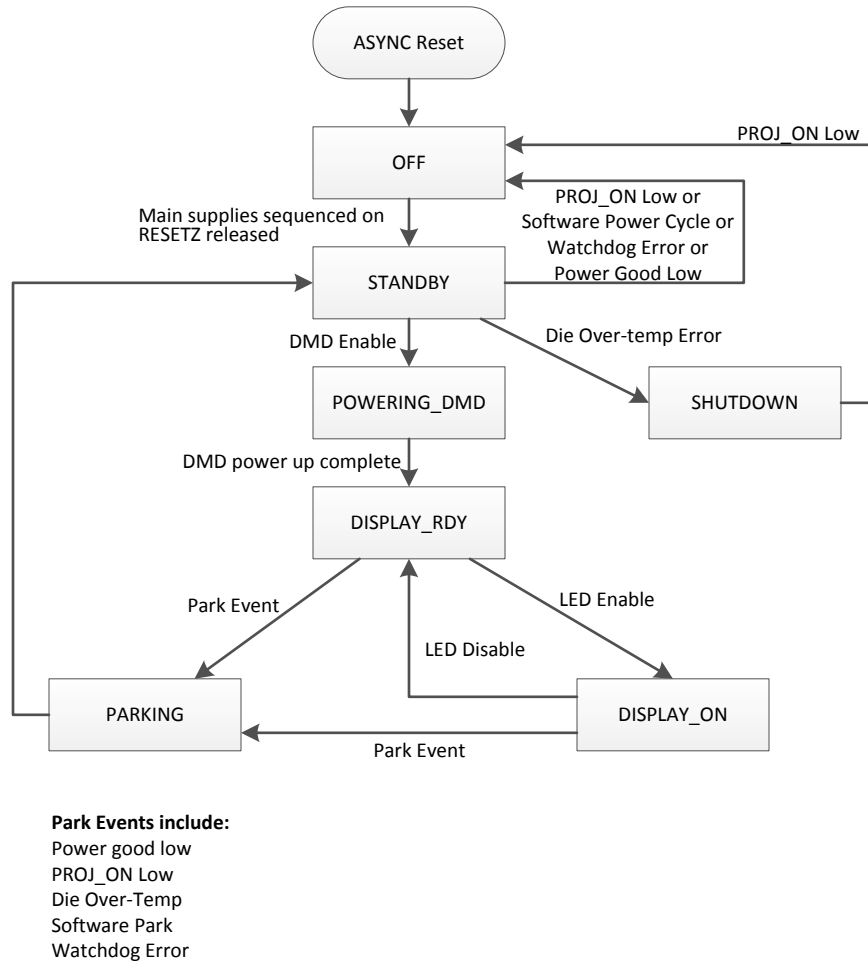 ASYNC Reset
PROJ_ON Low
OFF
Main supplies sequenced on
RESETZ released
PROJ_ON Low or
Software Power Cycle or
Watchdog Error or
Power Good Low
STANDBY
DMD Enable
Die Over-temp Error
POWERING_DMD
SHUTDOWN
DMD power up complete
DISPLAY_RDY
Park Event
LED Enable
LED Disable
PARKING
DISPLAY_ON
Park Event
Park Events include:
Power good low
PROJ_ON Low
Die Over-Temp
Software Park
Watchdog Error